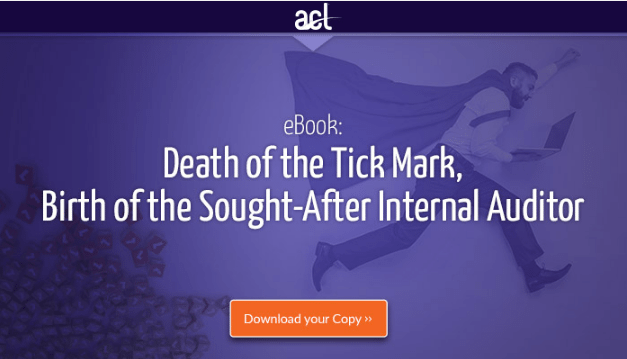 acl
eBook:
Death of the Tick Mark,
Birth of the Sought-After Internal Auditor
Download your Copy ››